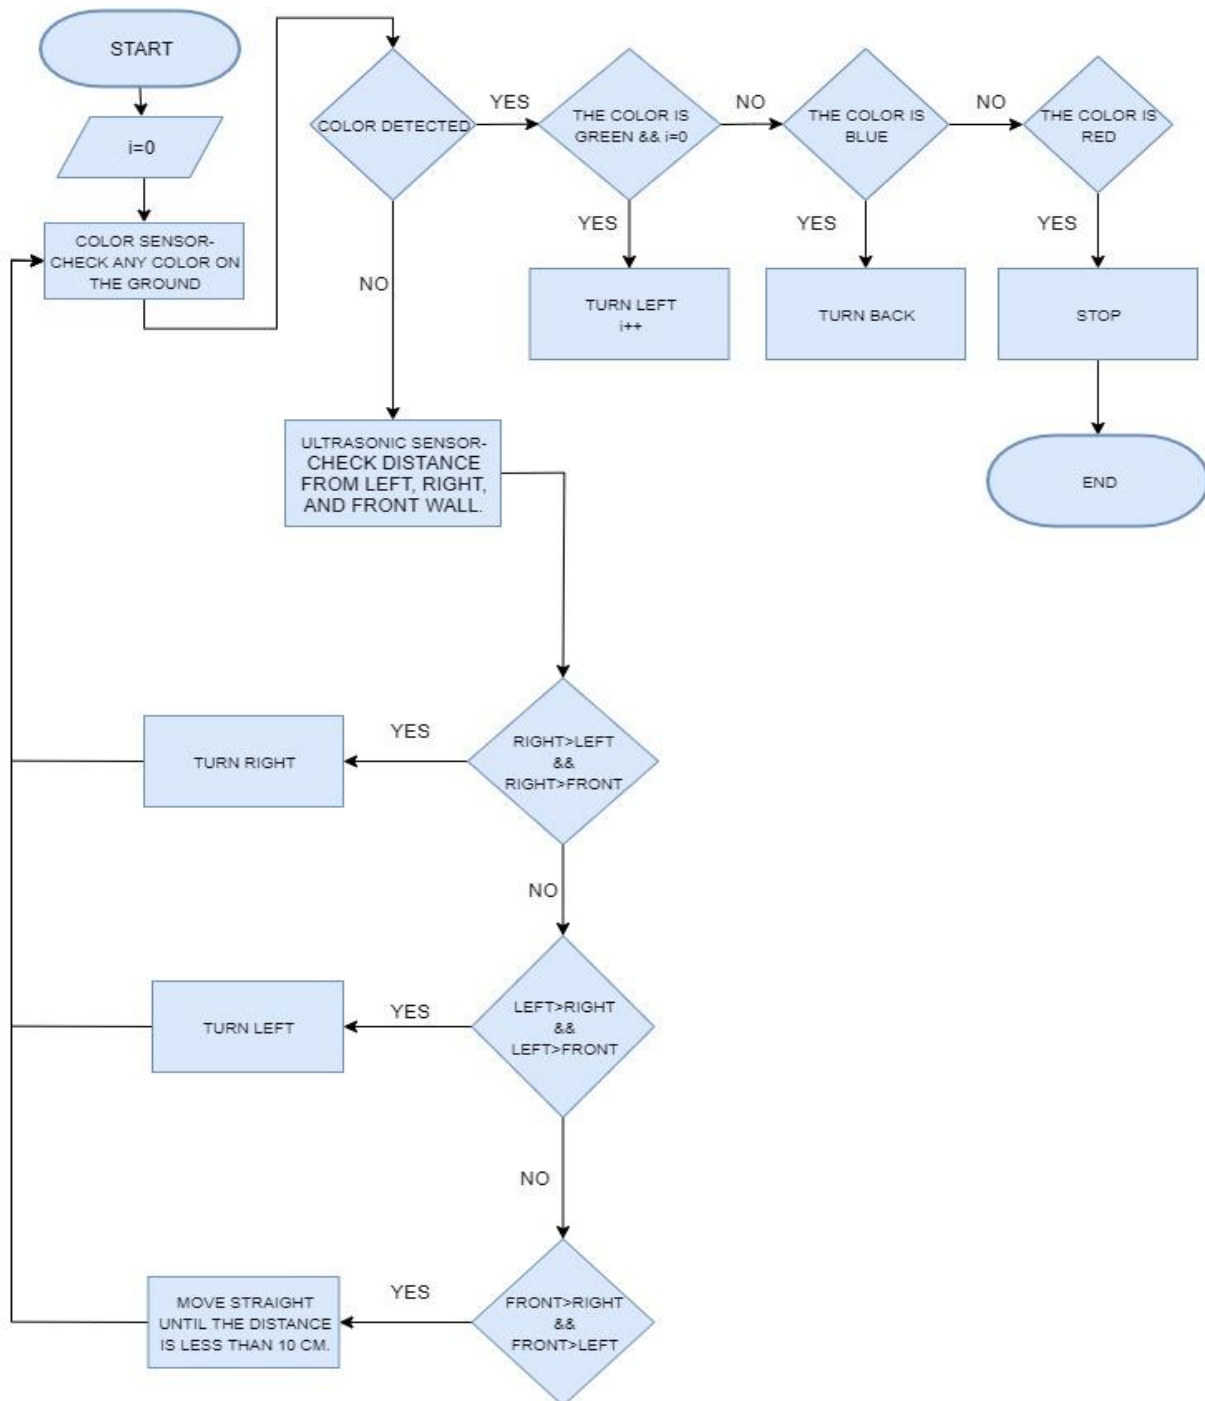 START
i=0
COLOR SENSOR-
CHECK ANY COLOR ON
THE GROUND
COLOR DETECTED
YES
THE COLOR IS
GREEN && i=0
NO
THE COLOR IS
BLUE
NO
THE COLOR IS
RED
YES
YES
YES
NO
TURN LEFT
i++
TURN BACK
STOP
END
ULTRASONIC SENSOR-
CHECK DISTANCE
FROM LEFT, RIGHT,
AND FRONT WALL.
RIGHT>LEFT
&&
RIGHT>FRONT
YES
TURN RIGHT
NO
LEFT>RIGHT
&&
LEFT>FRONT
YES
TURN LEFT
NO
FRONT>RIGHT
&&
FRONT>LEFT
YES
MOVE STRAIGHT
UNTIL THE DISTANCE
IS LESS THAN 10 CM.